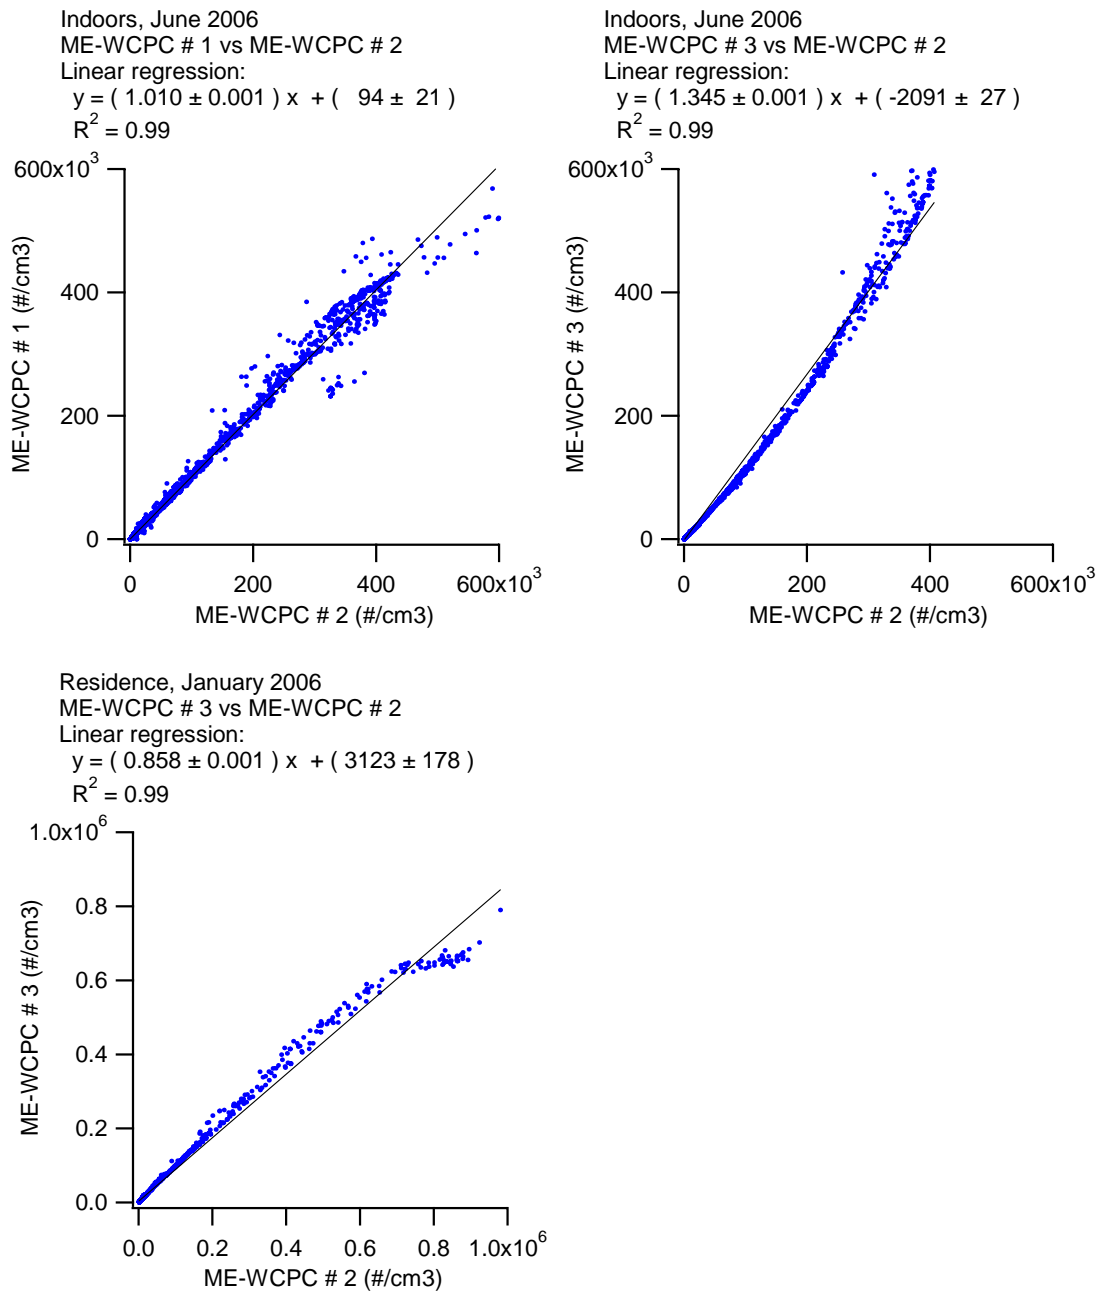 Indoors, June 2006
ME-WCPC # 1 vs ME-WCPC # 2
Linear regression:
y = ( 1.010 ± 0.001 ) x + ( 94 ± 21 )
R² = 0.99
600x10³
400
200
0
ME-WCPC # 1 (#/cm3)
0 200 400 600x10³
ME-WCPC # 2 (#/cm3)
Indoors, June 2006
ME-WCPC # 3 vs ME-WCPC # 2
Linear regression:
y = ( 1.345 ± 0.001 ) x + ( -2091 ± 27 )
R² = 0.99
600x10³
400
200
0
ME-WCPC # 3 (#/cm3)
0 200 400 600x10³
ME-WCPC # 2 (#/cm3)
Residence, January 2006
ME-WCPC # 3 vs ME-WCPC # 2
Linear regression:
y = ( 0.858 ± 0.001 ) x + ( 3123 ± 178 )
R² = 0.99
1.0x10⁶
0.8
0.6
0.4
0.2
0.0
ME-WCPC # 3 (#/cm3)
0.0 0.2 0.4 0.6 0.8 1.0x10⁶
ME-WCPC # 2 (#/cm3)